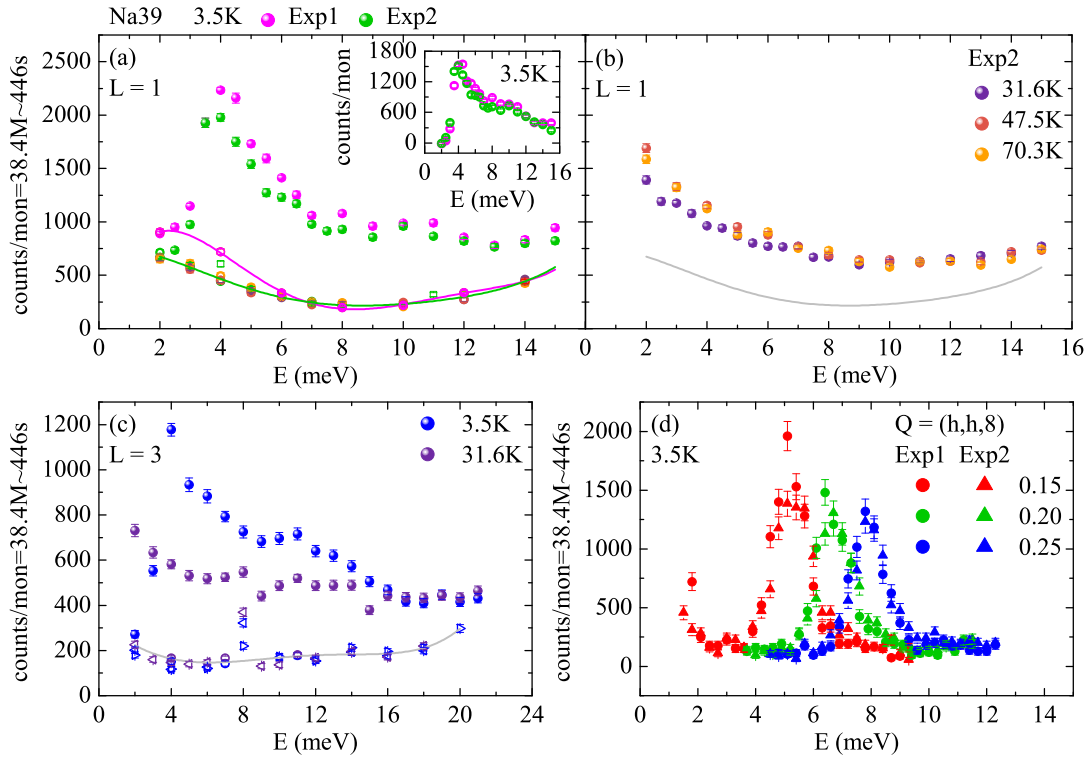 Na39 3.5K Exp1 Exp2
counts/mon=38.4M~446s
2500
2000
1500
1000
500
0
(a)
L = 1
0 2 4 6 8 10 12 14 16
E (meV)
counts/mon
1800
1200
600
0
3.5K
0 4 8 12 16
E (meV)
(b)
L = 1
Exp2
31.6K
47.5K
70.3K
0 2 4 6 8 10 12 14 16
E (meV)
counts/mon=38.4M~446s
1200
1000
800
600
400
200
0
(c)
L = 3
3.5K
31.6K
0 4 8 12 16 20 24
E (meV)
counts/mon=38.4M~446s
2000
1500
1000
500
0
(d)
3.5K
Q = (h,h,8)
Exp1 Exp2
0.15
0.20
0.25
0 2 4 6 8 10 12 14
E (meV)